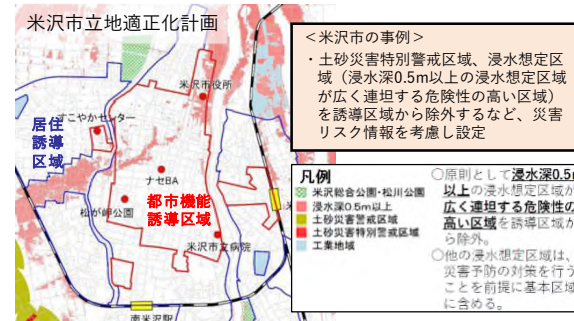 米沢市立地適正化計画
米沢市役所
すこやかセンター
居住
誘導
区域
ナセBA
都市機能
誘導区域
松が岬公園
米沢市立病院
南米沢駅
＜米沢市の事例＞
・土砂災害特別警戒区域、浸水想定区
域（浸水深0.5m以上の浸水想定区域
が広く連坦する危険性の高い区域）
を誘導区域から除外するなど、災害
リスク情報を考慮し設定
凡例
米沢総合公園・松川公園
浸水深0.5m以上
土砂災害警戒区域
土砂災害特別警戒区域
工業地域
○原則として浸水深0.5m
以上の浸水想定区域が
広く連坦する危険性の
高い区域を誘導区域か
ら除外。
○他の浸水想定区域は、
災害予防の対策を行う
ことを前提に基本区域
に含める。